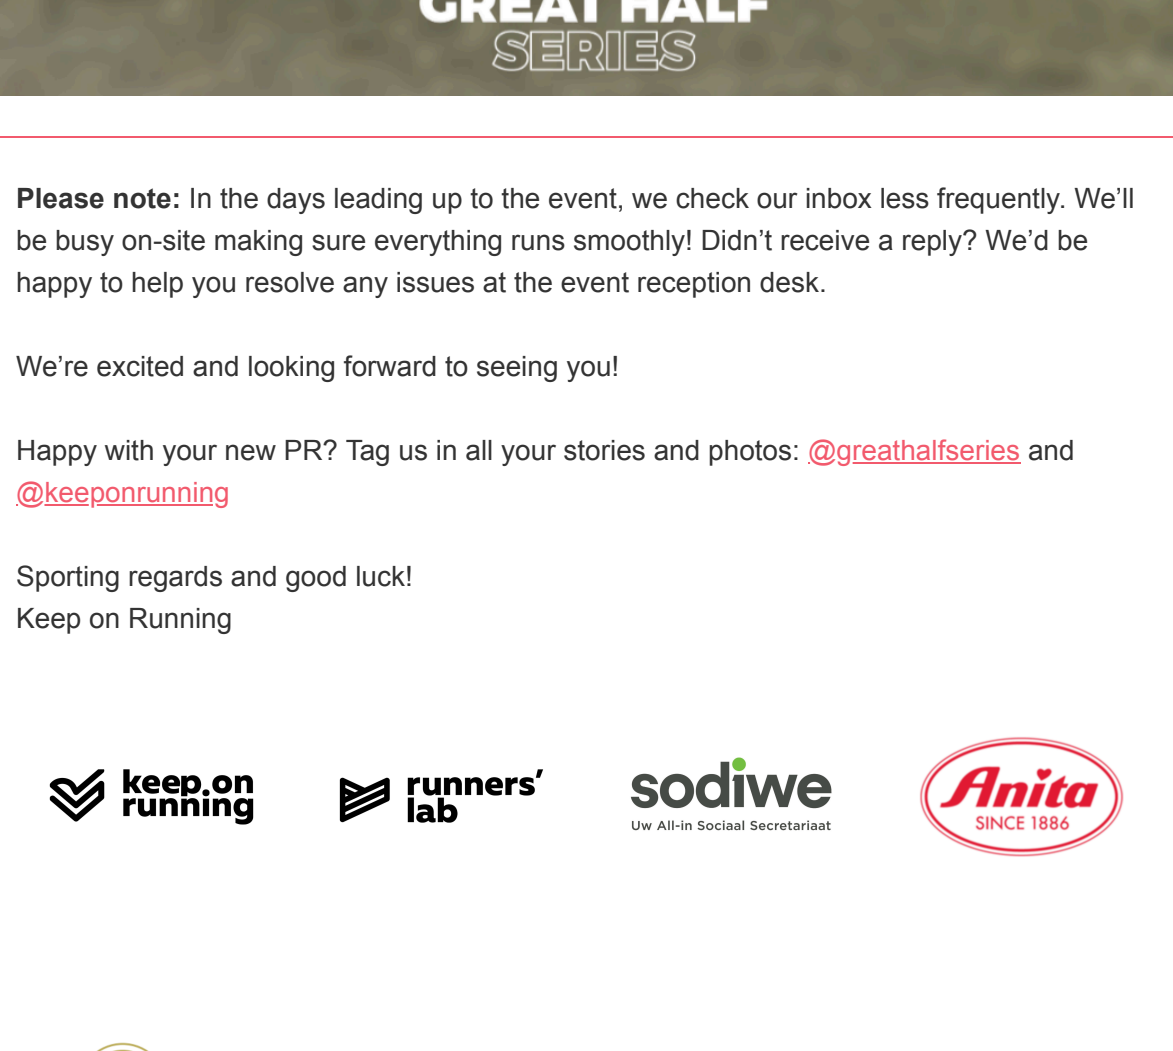 GREAT HALF
SERIES
Please note: In the days leading up to the event, we check our inbox less frequently. We’ll
be busy on-site making sure everything runs smoothly! Didn’t receive a reply? We’d be
happy to help you resolve any issues at the event reception desk.
We’re excited and looking forward to seeing you!
Happy with your new PR? Tag us in all your stories and photos: @greathalfseries and
@keeponrunning
Sporting regards and good luck!
Keep on Running
keep.on
running
runners’
lab
sodiwe
Uw All-in Sociaal Secretariaat
Anita
SINCE 1886